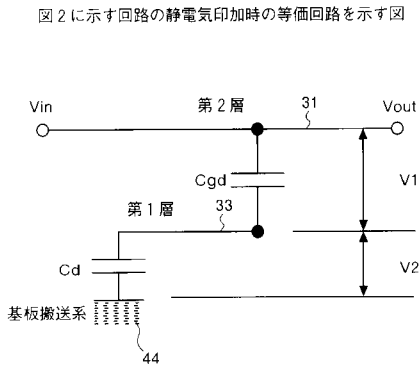 図2に示す回路の静電気印加時の等価回路を示す図
Vin
第2層
31
Vout
Cgd
V1
第1層
33
Cd
V2
基板搬送系
44